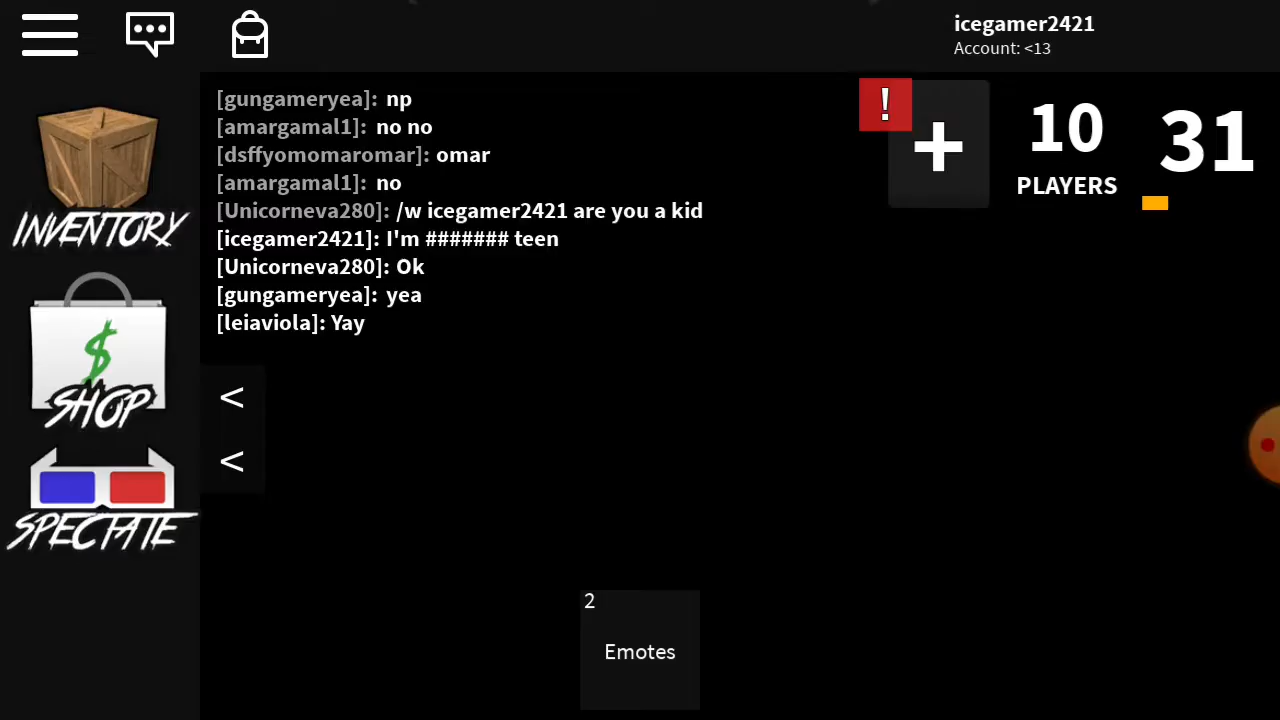 icegamer2421
Account: <13
[gungameryea]: np
[amargamal1]: no no
[dsffyomomaromar]: omar
[amargamal1]: no
[Unicorneva280]: /w icegamer2421 are you a kid
[icegamer2421]: I'm ####### teen
[Unicorneva280]: Ok
[gungameryea]: yea
[leiaviola]: Yay
!
+
10
PLAYERS
31
INVENTORY
$
SHOP
SPECTATE
<
<
2
Emotes